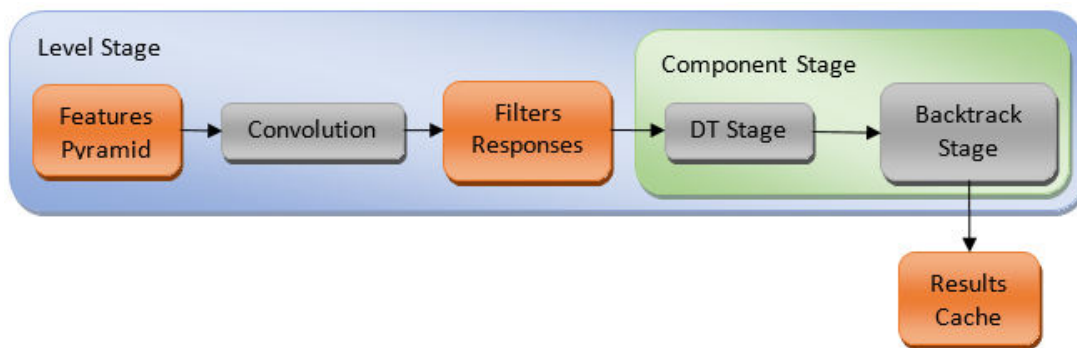 Level Stage
Component Stage
Features
Pyramid
Convolution
Filters
Responses
DT Stage
Backtrack
Stage
Results
Cache